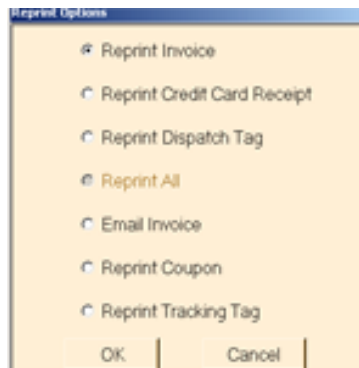 Reprint Options
Reprint Invoice
Reprint Credit Card Receipt
Reprint Dispatch Tag
Reprint All
Email Invoice
Reprint Coupon
Reprint Tracking Tag
OK Cancel